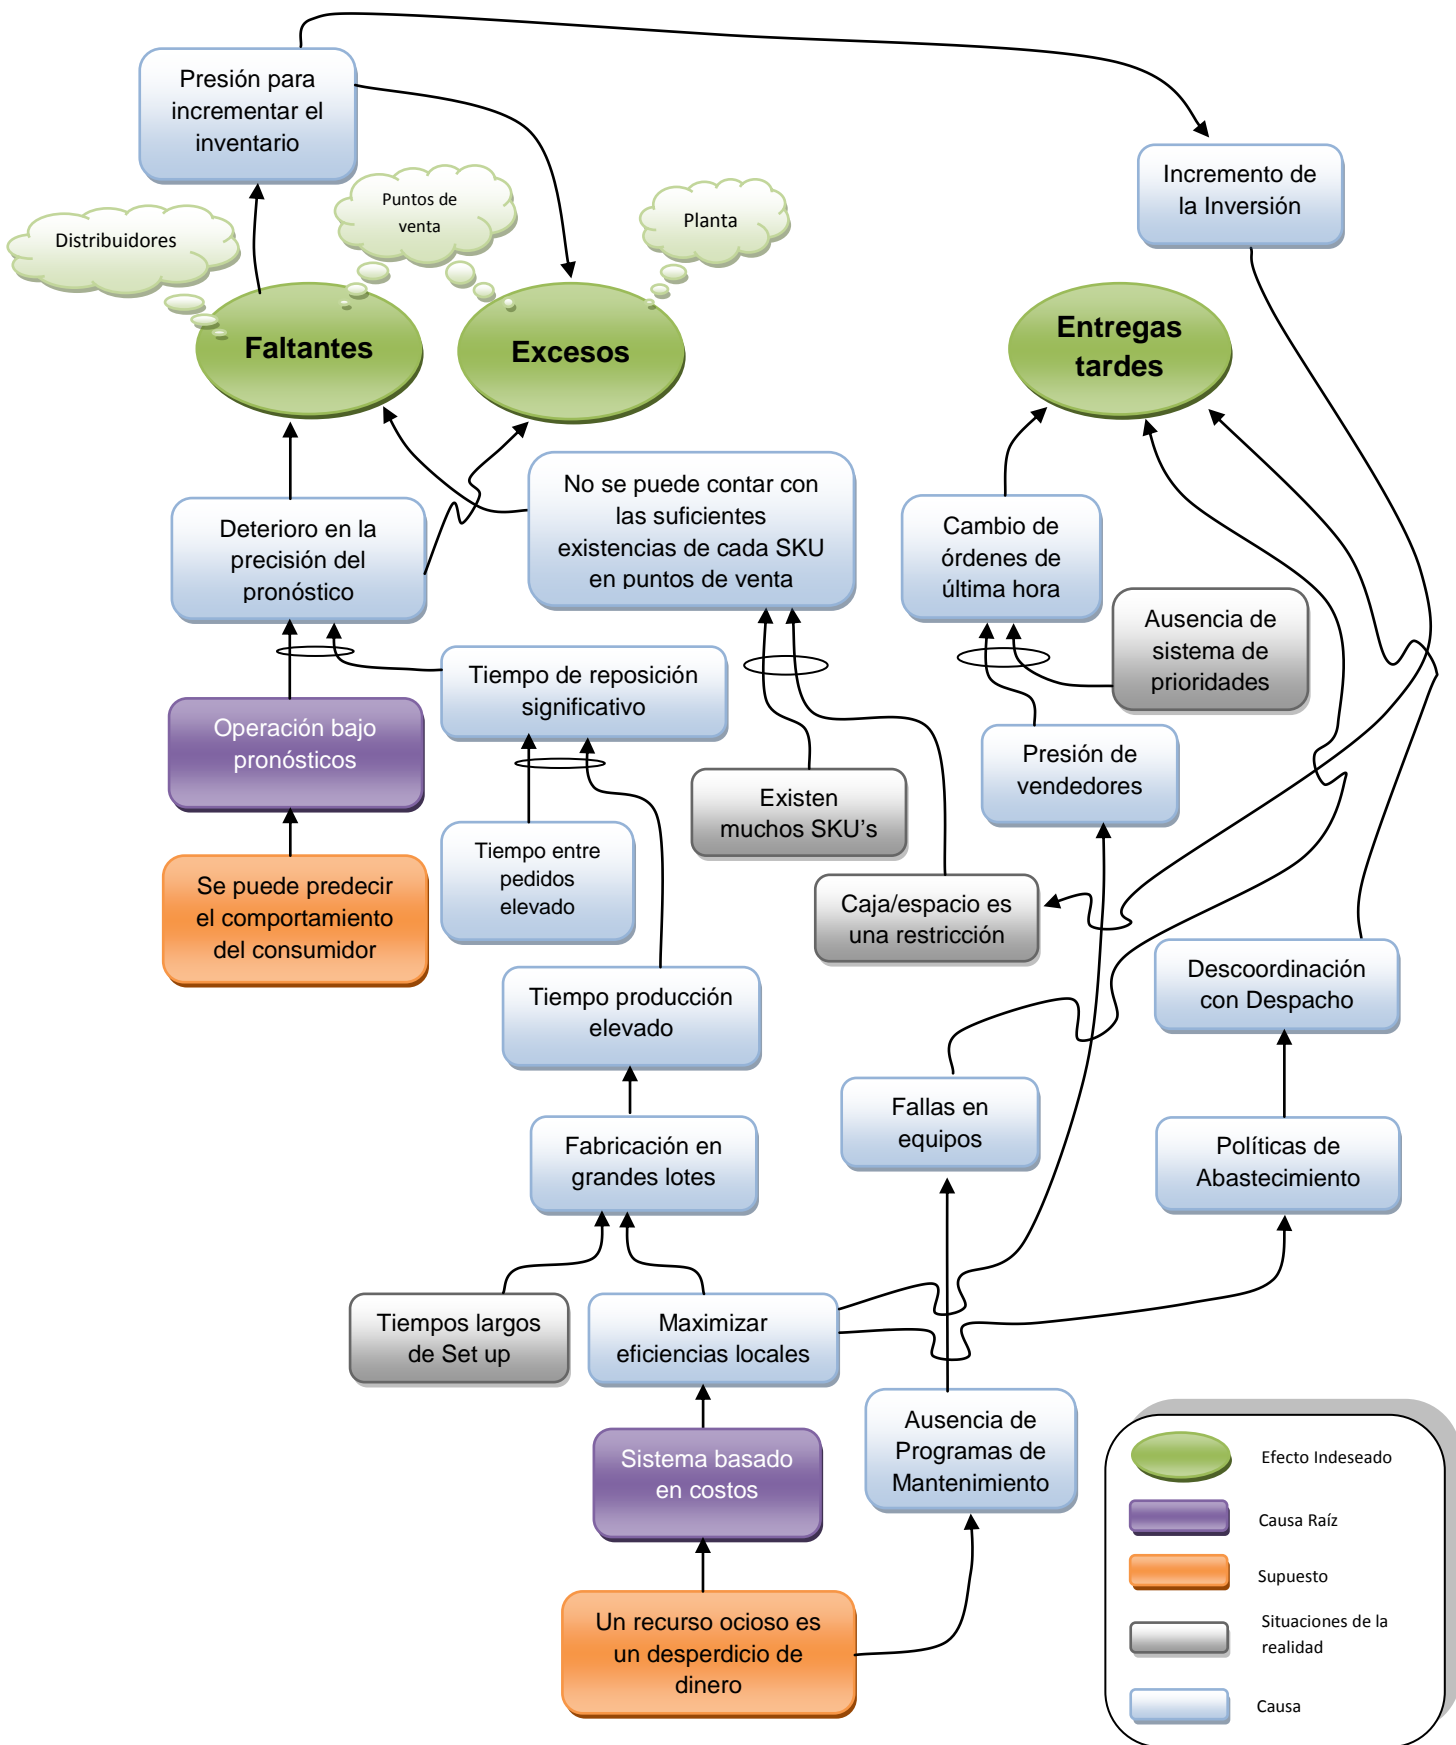 Presión para
incrementar el
inventario
Incremento de
la Inversión
Distribuidores
Puntos de
venta
Planta
Faltantes
Excesos
Entregas
tardes
Deterioro en la
precisión del
pronóstico
No se puede contar con
las suficientes
existencias de cada SKU
en puntos de venta
Cambio de
órdenes de
última hora
Ausencia de
sistema de
prioridades
Operación bajo
pronósticos
Tiempo de reposición
significativo
Existen
muchos SKU's
Presión de
vendedores
Se puede predecir
el comportamiento
del consumidor
Tiempo entre
pedidos
elevado
Caja/espacio es
una restricción
Tiempo producción
elevado
Descoordinación
con Despacho
Fallas en
equipos
Fabricación en
grandes lotes
Políticas de
Abastecimiento
Tiempos largos
de Set up
Maximizar
eficiencias locales
Sistema basado
en costos
Ausencia de
Programas de
Mantenimiento
Un recurso ocioso es
un desperdicio de
dinero
Efecto Indeseado
Causa Raíz
Supuesto
Situaciones de la
realidad
Causa